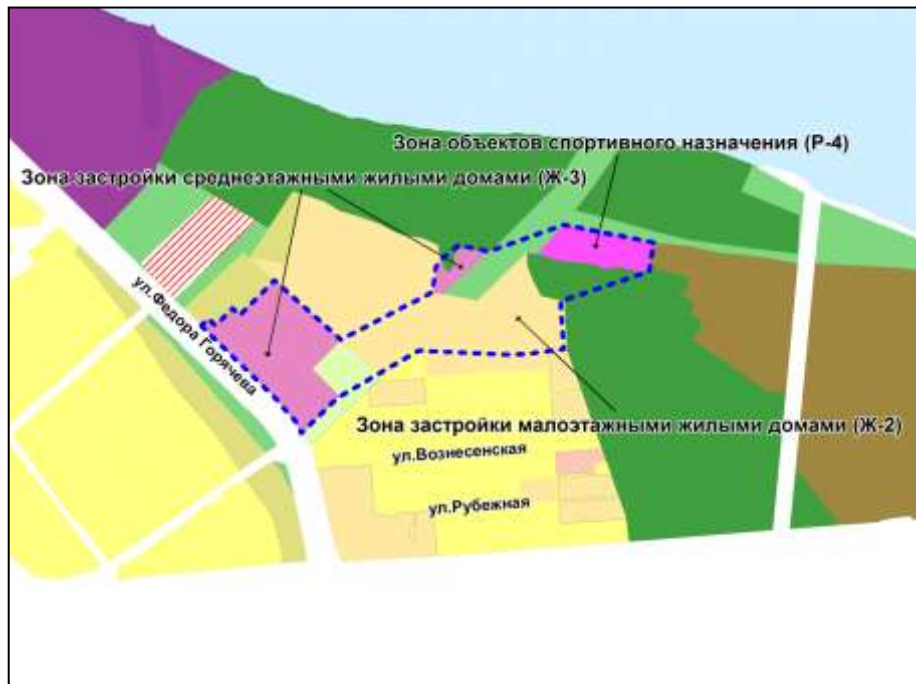 Зона объектов спортивного назначения (Р-4)
Зона застройки среднеэтажными жилыми домами (Ж-3)
ул.Федора Горячева
Зона застройки малоэтажными жилыми домами (Ж-2)
ул.Вознесенская
ул.Рубежная